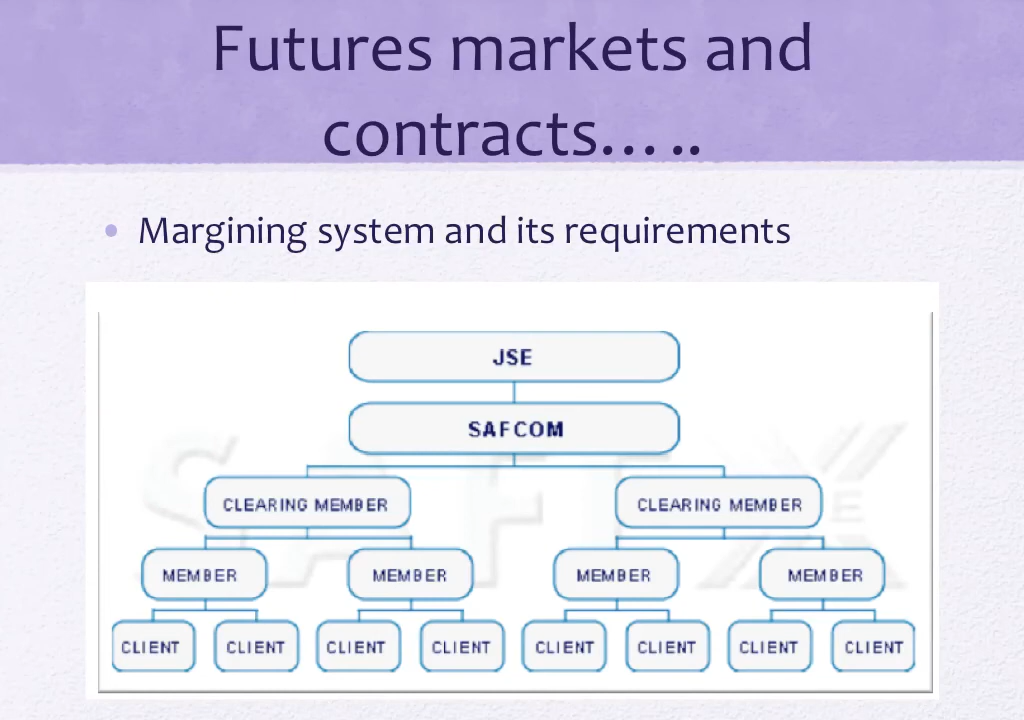 Futures markets and
contracts…..
• Margining system and its requirements
JSE
SAFCOM
CLEARING MEMBER CLEARING MEMBER
MEMBER MEMBER MEMBER MEMBER
CLIENT CLIENT CLIENT CLIENT CLIENT CLIENT CLIENT CLIENT